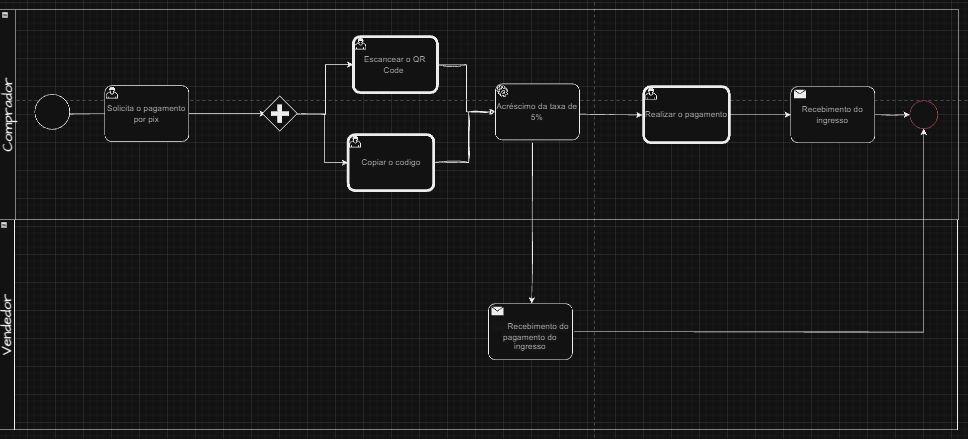 Comprador
Escancear o QR
Code
Solicita o pagamento
por pix
Acréscimo da taxa de
5%
Realizar o pagamento
Recebimento do
ingresso
Copiar o codigo
Vendedor
Recebimento do
pagamento do
ingresso